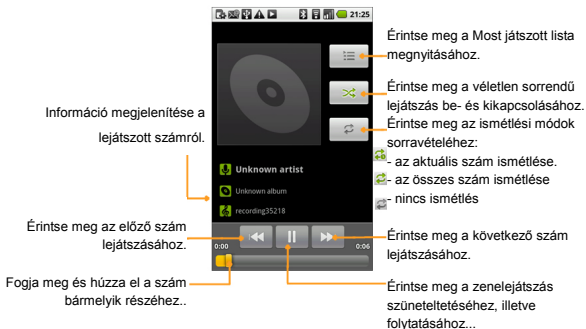 21:25
Érintse meg a Most játszott lista
megnyitásához.
Érintse meg a véletlen sorrendű
lejátszás be- és kikapcsolásához.
Érintse meg az ismétlési módok
sorravételéhez:
- az aktuális szám ismétlése.
- az összes szám ismétlése
- nincs ismétlés
Információ megjelenítése a
lejátszott számról.
Unknown artist
Unknown album
recording35218
Érintse meg az előző szám
lejátszásához.
0:00
0:06
Érintse meg a következő szám
lejátszásához.
Fogja meg és húzza el a szám
bármelyik részéhez..
Érintse meg a zenelejátszás
szüneteltetéséhez, illetve
folytatásához...